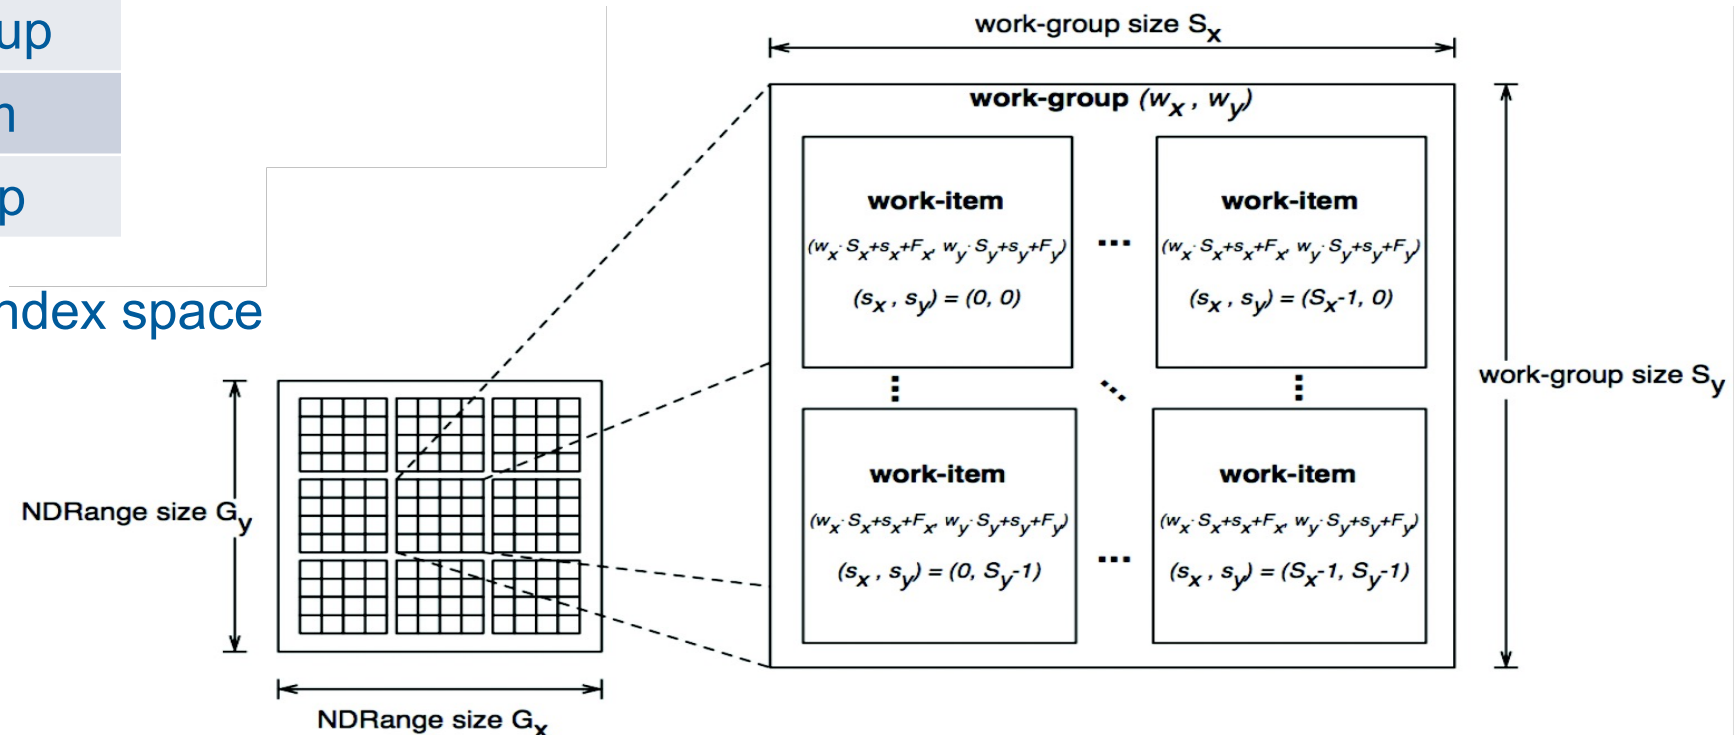 up
n
p
ndex space
work-group size Sx
work-group (wx , wy)
work-item
(wx· Sx+sx+Fx, wy· Sy+sy+Fy)
(sx , sy) = (0, 0)
...
work-item
(wx· Sx+sx+Fx, wy· Sy+sy+Fy)
(sx , sy) = (Sx-1, 0)
work-group size Sy
work-item
(wx· Sx+sx+Fx, wy· Sy+sy+Fy)
(sx , sy) = (0, Sy-1)
...
work-item
(wx· Sx+sx+Fx, wy· Sy+sy+Fy)
(sx , sy) = (Sx-1, Sy-1)
NDRange size Gy
NDRange size Gx